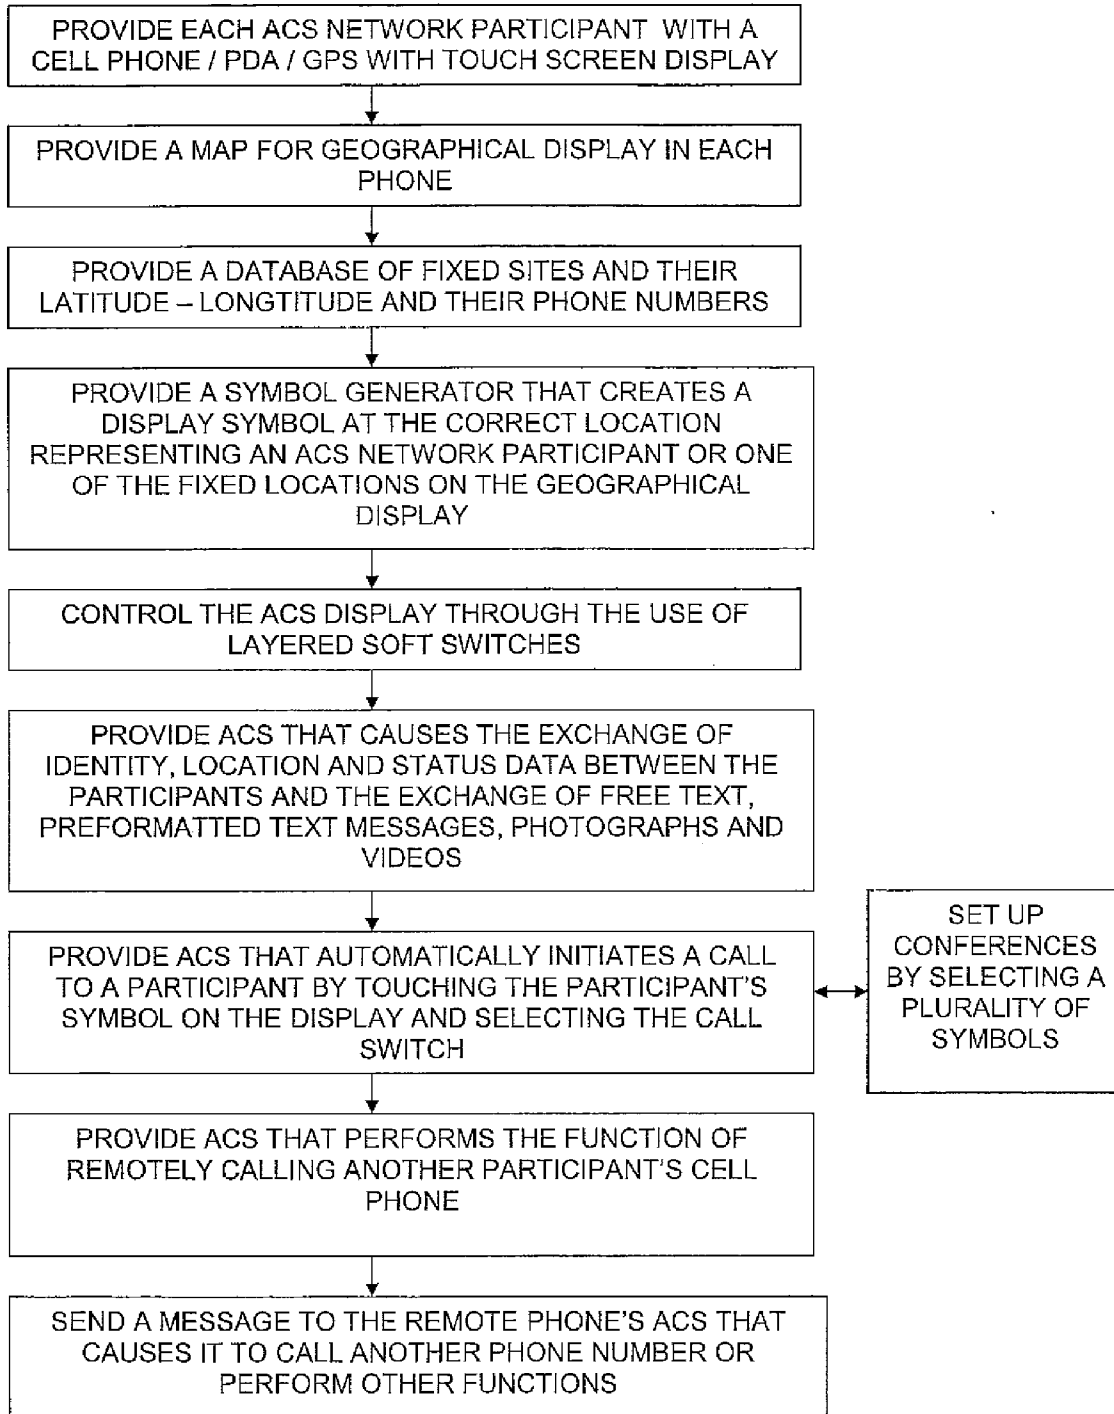 PROVIDE EACH ACS NETWORK PARTICIPANT WITH A
CELL PHONE / PDA / GPS WITH TOUCH SCREEN DISPLAY
PROVIDE A MAP FOR GEOGRAPHICAL DISPLAY IN EACH
PHONE
PROVIDE A DATABASE OF FIXED SITES AND THEIR
LATITUDE – LONGTITUDE AND THEIR PHONE NUMBERS
PROVIDE A SYMBOL GENERATOR THAT CREATES A
DISPLAY SYMBOL AT THE CORRECT LOCATION
REPRESENTING AN ACS NETWORK PARTICIPANT OR ONE
OF THE FIXED LOCATIONS ON THE GEOGRAPHICAL
DISPLAY
CONTROL THE ACS DISPLAY THROUGH THE USE OF
LAYERED SOFT SWITCHES
PROVIDE ACS THAT CAUSES THE EXCHANGE OF
IDENTITY, LOCATION AND STATUS DATA BETWEEN THE
PARTICIPANTS AND THE EXCHANGE OF FREE TEXT,
PREFORMATTED TEXT MESSAGES, PHOTOGRAPHS AND
VIDEOS
PROVIDE ACS THAT AUTOMATICALLY INITIATES A CALL
TO A PARTICIPANT BY TOUCHING THE PARTICIPANT'S
SYMBOL ON THE DISPLAY AND SELECTING THE CALL
SWITCH
SET UP
CONFERENCES
BY SELECTING A
PLURALITY OF
SYMBOLS
PROVIDE ACS THAT PERFORMS THE FUNCTION OF
REMOTELY CALLING ANOTHER PARTICIPANT'S CELL
PHONE
SEND A MESSAGE TO THE REMOTE PHONE'S ACS THAT
CAUSES IT TO CALL ANOTHER PHONE NUMBER OR
PERFORM OTHER FUNCTIONS